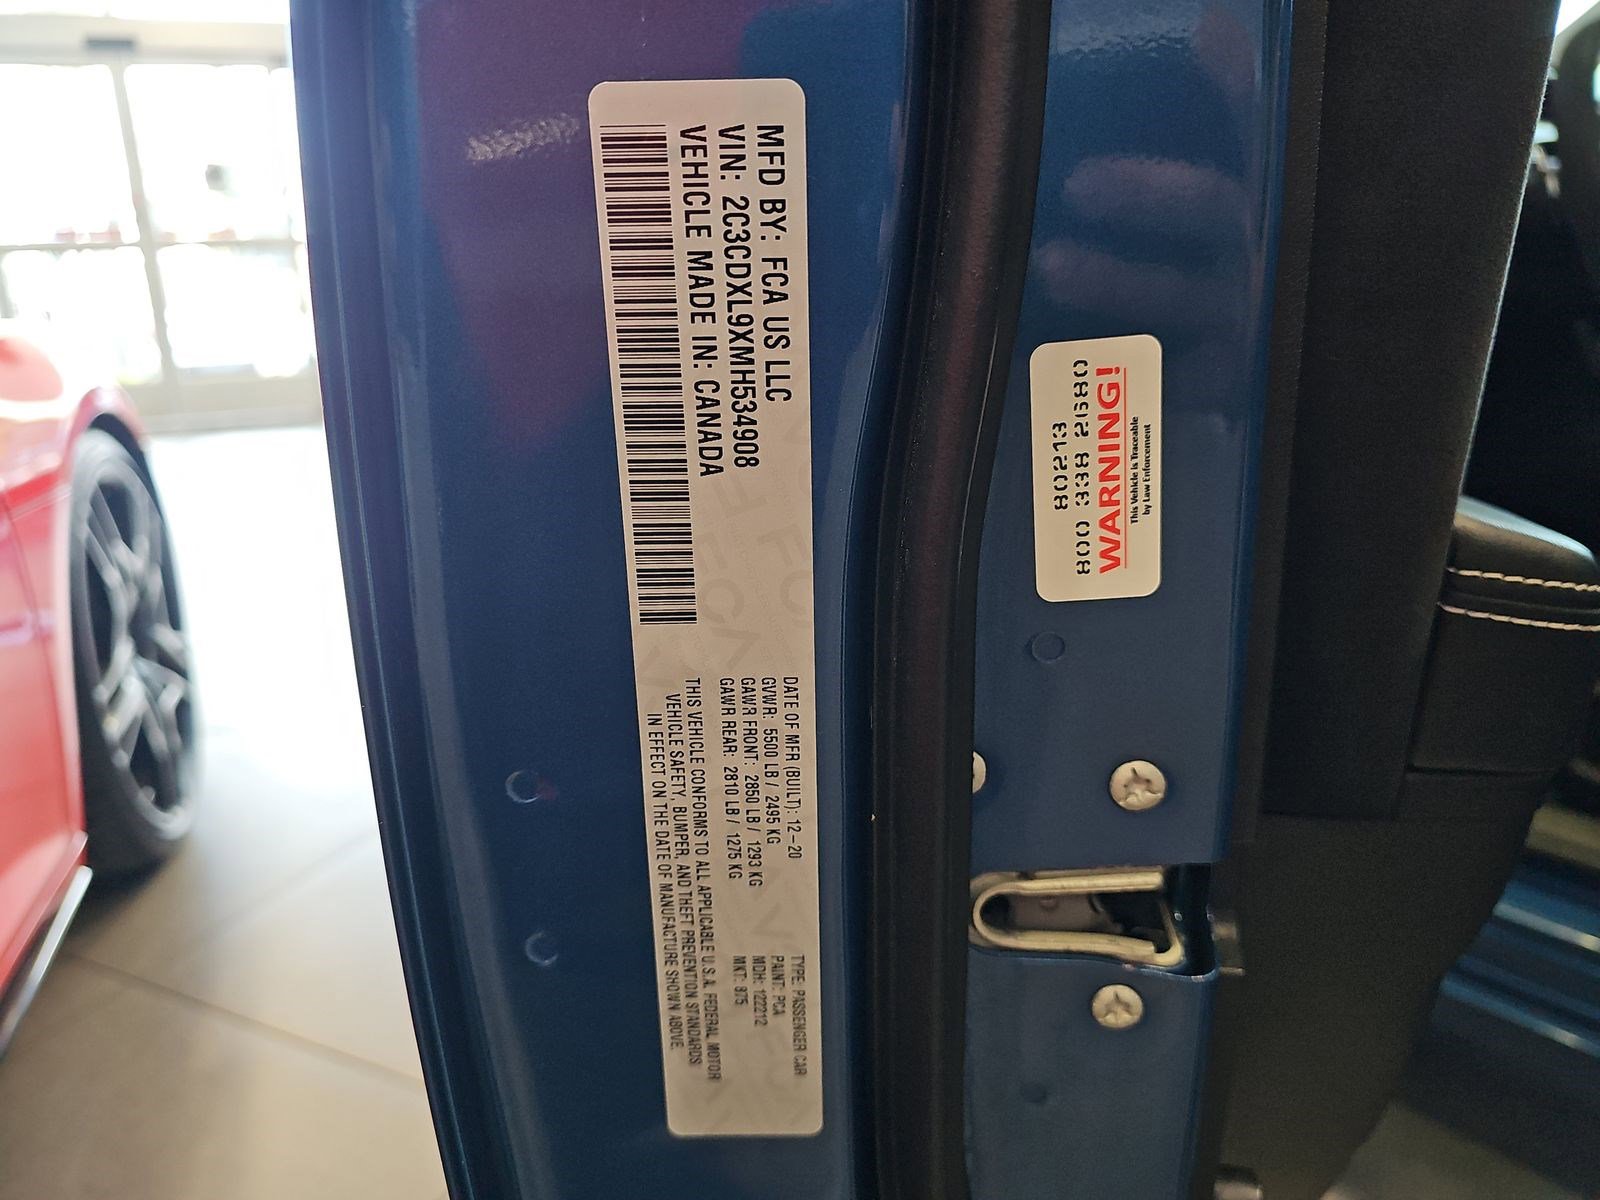 MFD BY: FCA US LLC
VIN: 2C3CDXL9XMH534908
VEHICLE MADE IN: CANADA
DATE OF MFR (BUILT): 12-20
GVWR: 5500 LB / 2495 KG
GAWR FRONT: 2850 LB / 1293 KG
GAWR REAR: 2810 LB / 1275 KG
THIS VEHICLE CONFORMS TO ALL APPLICABLE U.S.A. FEDERAL MOTOR
VEHICLE SAFETY, BUMPER, AND THEFT PREVENTION STANDARDS
IN EFFECT ON THE DATE OF MANUFACTURE SHOWN ABOVE.
TYPE: PASSENGER CAR
PAINT: PCA
MDH: 122212
MKT: 875
80213
800 338 2680
WARNING!
This Vehicle is Traceable
by Law Enforcement